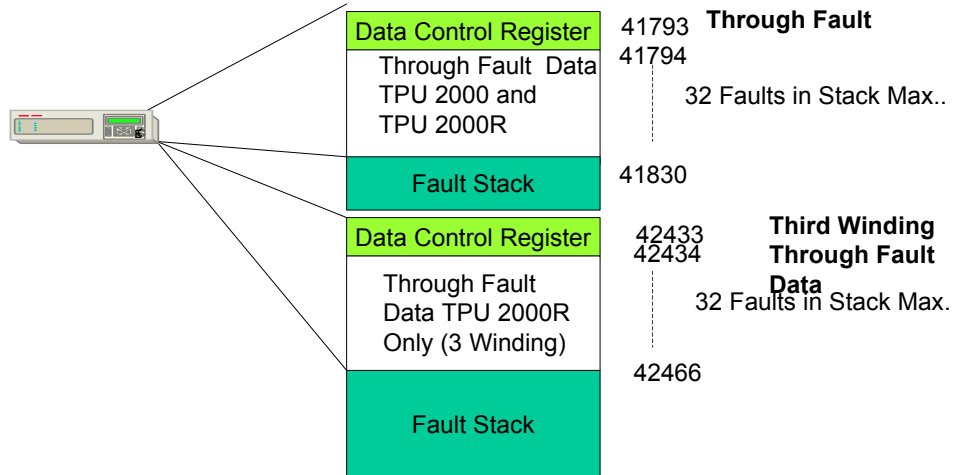 Data Control Register
41793
Through Fault
Through Fault Data
TPU 2000 and
TPU 2000R
41794
32 Faults in Stack Max..
Fault Stack
41830
Data Control Register
42433
42434
Third Winding
Through Fault
Data
Through Fault
Data TPU 2000R
Only (3 Winding)
32 Faults in Stack Max.
42466
Fault Stack